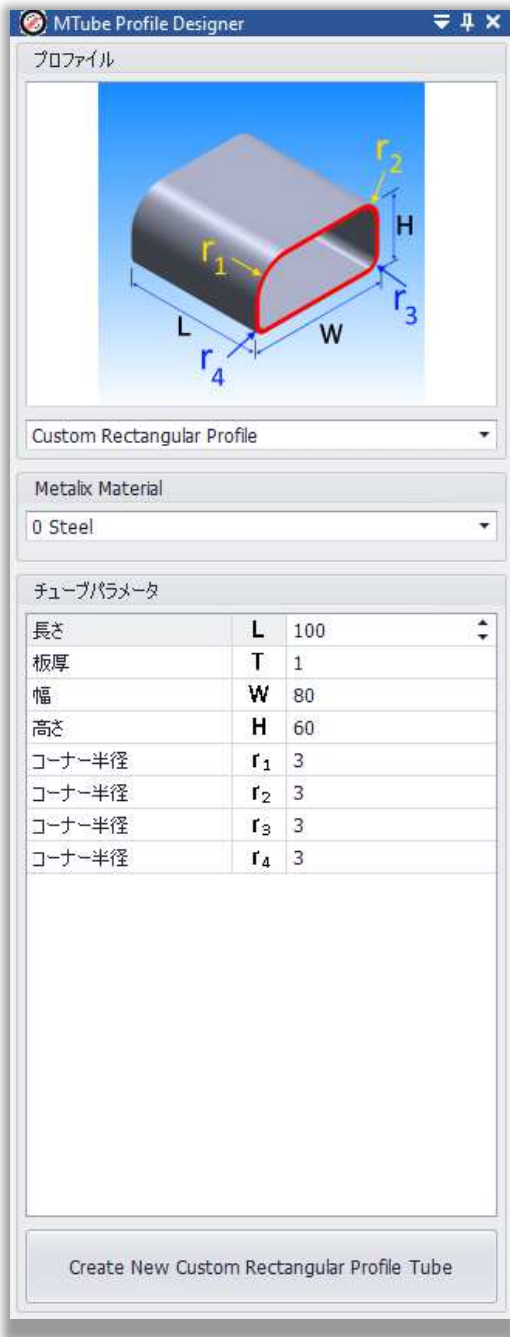 MTube Profile Designer
プロファイル
r2
H
r1
r3
L
W
r4
Custom Rectangular Profile
Metalix Material
0 Steel
チューブパラメータ
長さ L 100
板厚 T 1
幅 W 80
高さ H 60
コーナー半径 r1 3
コーナー半径 r2 3
コーナー半径 r3 3
コーナー半径 r4 3
Create New Custom Rectangular Profile Tube